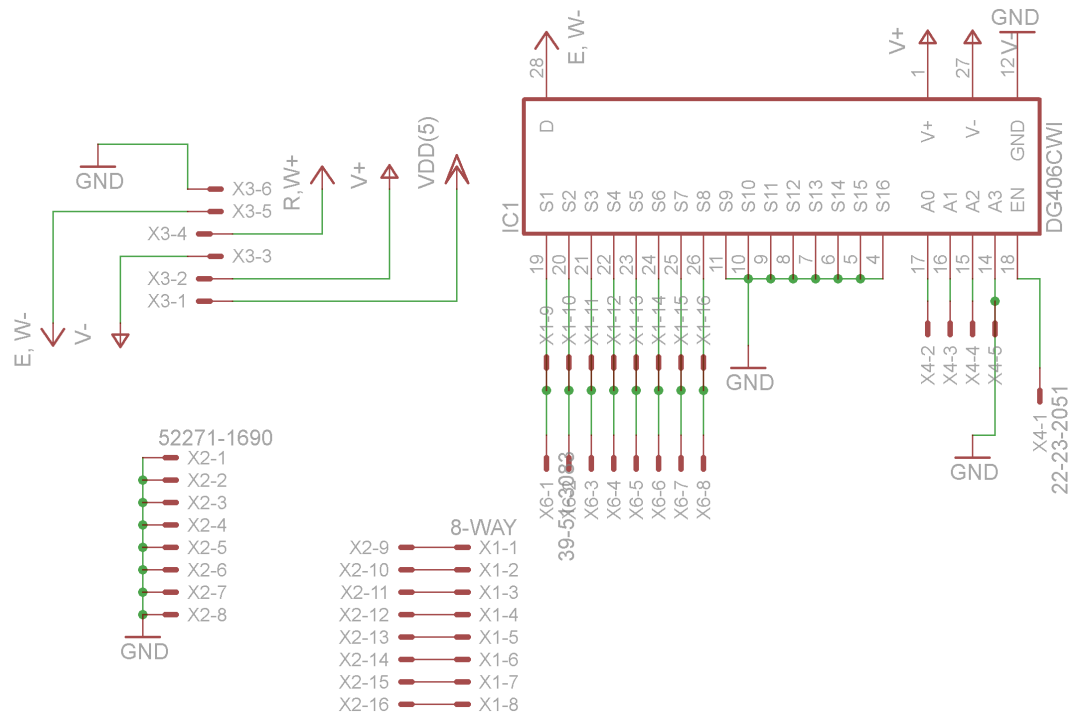 GND
E, W-
V+
V-
28
1
27
12
D
V+
V-
GND
IC1
DG406CWI
S1
S2
S3
S4
S5
S6
S7
S8
S9
S10
S11
S12
S13
S14
S15
S16
A0
A1
A2
A3
EN
19
20
21
22
23
24
25
26
11
10
9
8
7
6
5
4
17
16
15
14
18
GND
R,W+
V+
VDD(5)
X3-6
X3-5
X3-4
X3-3
X3-2
X3-1
E, W-
V-
X1-9
X1-10
X1-11
X1-12
X1-13
X1-14
X1-15
X1-16
GND
X4-2
X4-3
X4-4
X4-5
X4-1
22-23-2051
GND
X6-1
X6-2
X6-3
X6-4
X6-5
X6-6
X6-7
X6-8
39-51-3083
52271-1690
X2-1
X2-2
X2-3
X2-4
X2-5
X2-6
X2-7
X2-8
GND
8-WAY
X2-9 X1-1
X2-10 X1-2
X2-11 X1-3
X2-12 X1-4
X2-13 X1-5
X2-14 X1-6
X2-15 X1-7
X2-16 X1-8